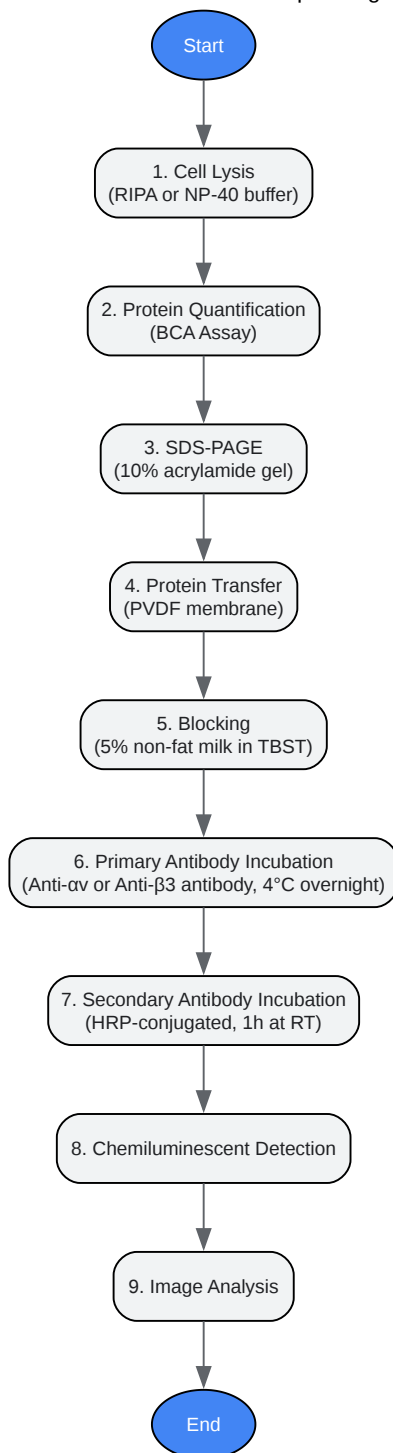 Start
1. Cell Lysis
(RIPA or NP-40 buffer)
2. Protein Quantification
(BCA Assay)
3. SDS-PAGE
(10% acrylamide gel)
4. Protein Transfer
(PVDF membrane)
5. Blocking
(5% non-fat milk in TBST)
6. Primary Antibody Incubation
(Anti-αv or Anti-β3 antibody, 4°C overnight)
7. Secondary Antibody Incubation
(HRP-conjugated, 1h at RT)
8. Chemiluminescent Detection
9. Image Analysis
End